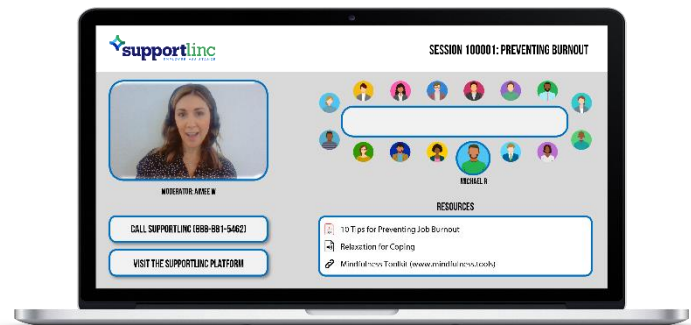 supportlinc
SESSION 100001: PREVENTING BURNOUT
MODERATOR: AIMEE W
MICHAEL R
RESOURCES
CALL SUPPORTLINC (888-881-5462)
VISIT THE SUPPORTLINC PLATFORM
10 Tips for Preventing Job Burnout
Relaxation for Coping
Mindfulness Toolkit (www.mindfulness.tools)